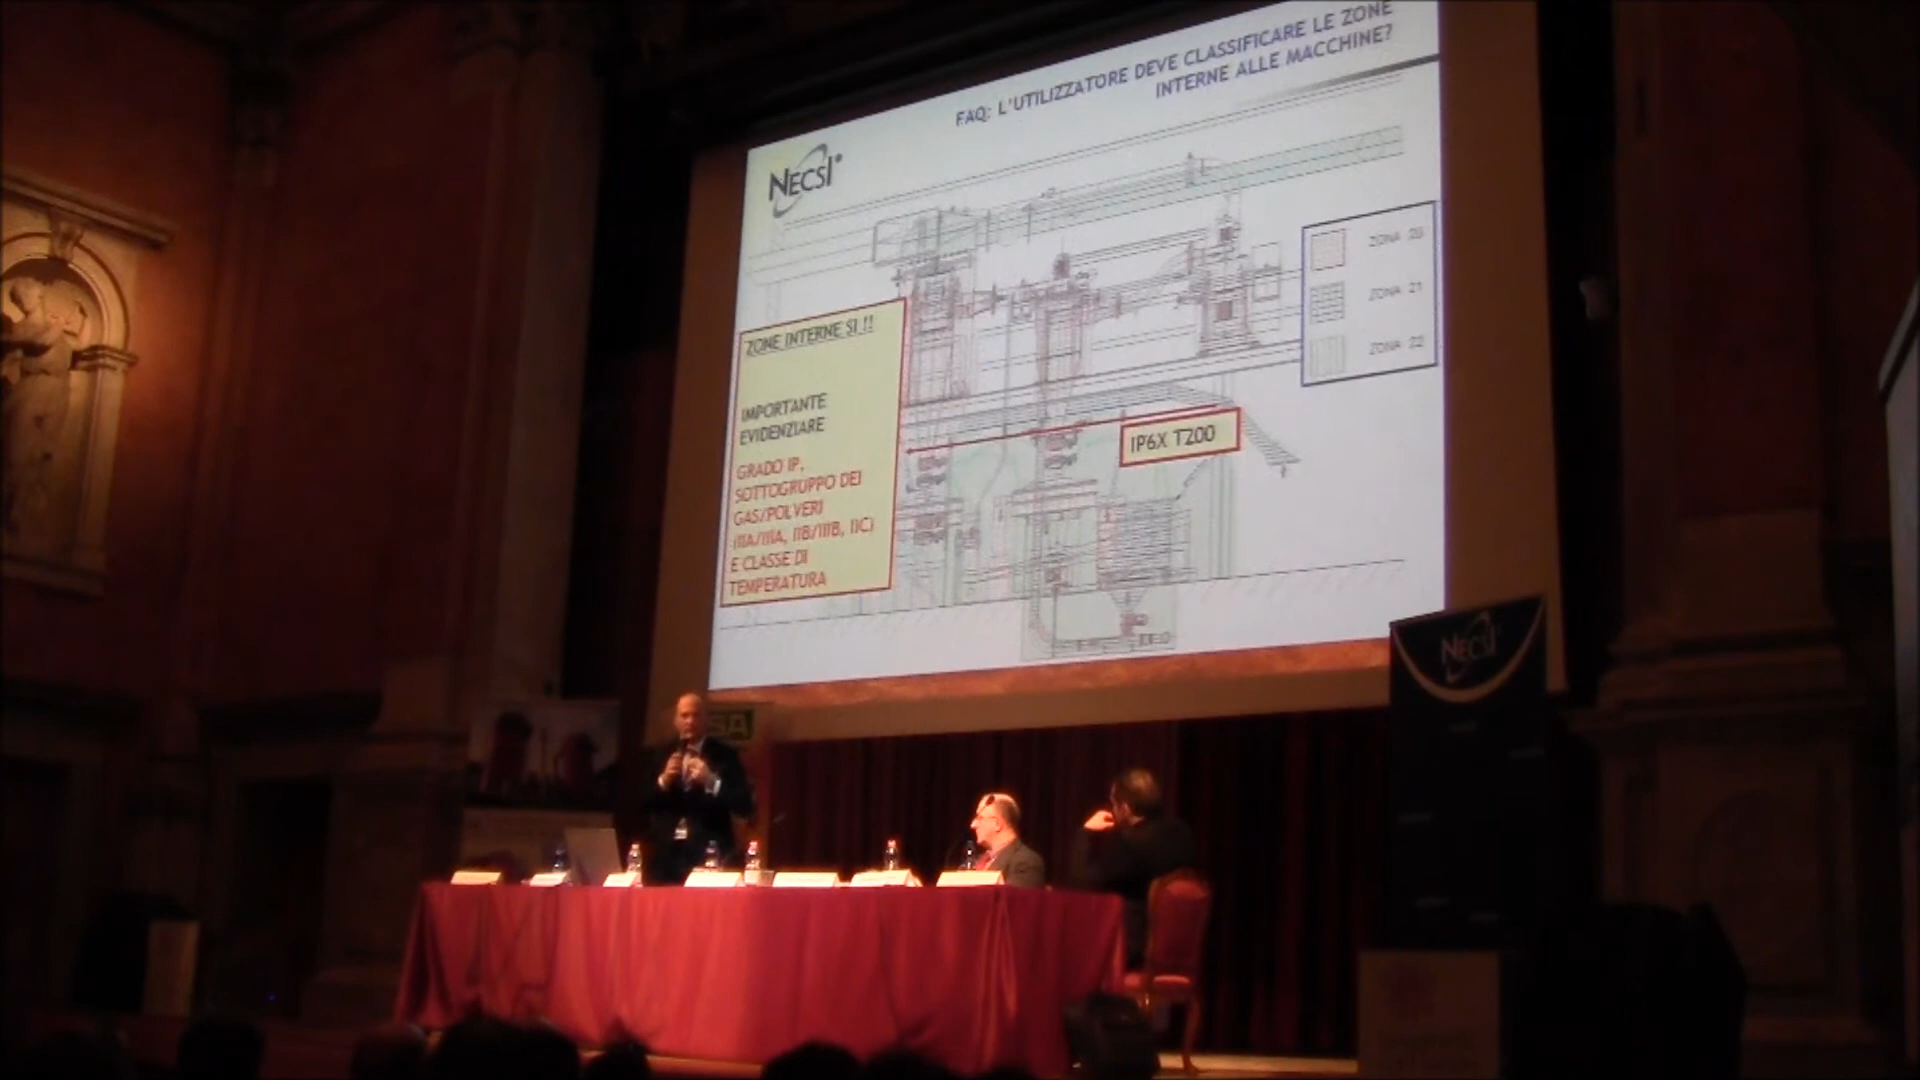 FAQ: L'UTILIZZATORE DEVE CLASSIFICARE LE ZONE
INTERNE ALLE MACCHINE?
NECSI
ZONE INTERNE SI !!
IMPORTANTE
EVIDENZIARE
GRADO IP,
SOTTOGRUPPO DEI
GAS/POLVERI
(IIA/IIIA, IIB/IIIB, IIC)
E CLASSE DI
TEMPERATURA
IP6X T200
ZONA 20
ZONA 21
ZONA 22
NECSI